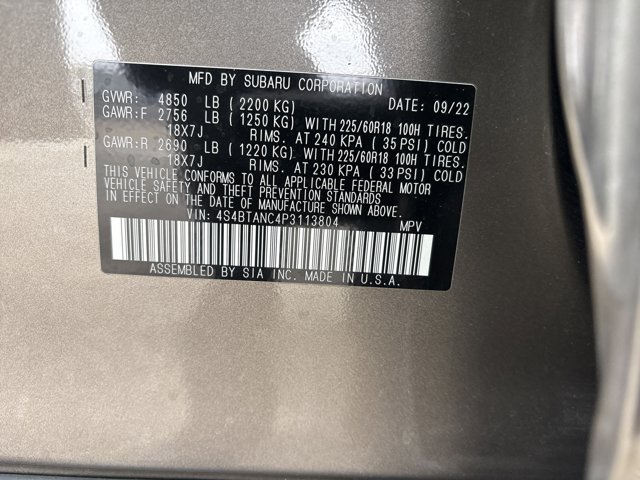 MFD BY SUBARU CORPORATION
GVWR: 4850 LB (2200 KG) DATE: 09/22
GAWR:F 2756 LB (1250 KG) WITH 225/60R18 100H TIRES,
18X7J RIMS. AT 240 KPA (35 PSI) COLD
GAWR:R 2690 LB (1220 KG) WITH 225/60R18 100H TIRES,
18X7J RIMS. AT 230 KPA (33 PSI) COLD
THIS VEHICLE CONFORMS TO ALL APPLICABLE FEDERAL MOTOR
VEHICLE SAFETY AND THEFT PREVENTION STANDARDS
IN EFFECT ON THE DATE OF MANUFACTURE SHOWN ABOVE.
VIN: 4S4BTANC4P3113804 MPV
ASSEMBLED BY SIA INC. MADE IN U.S.A.